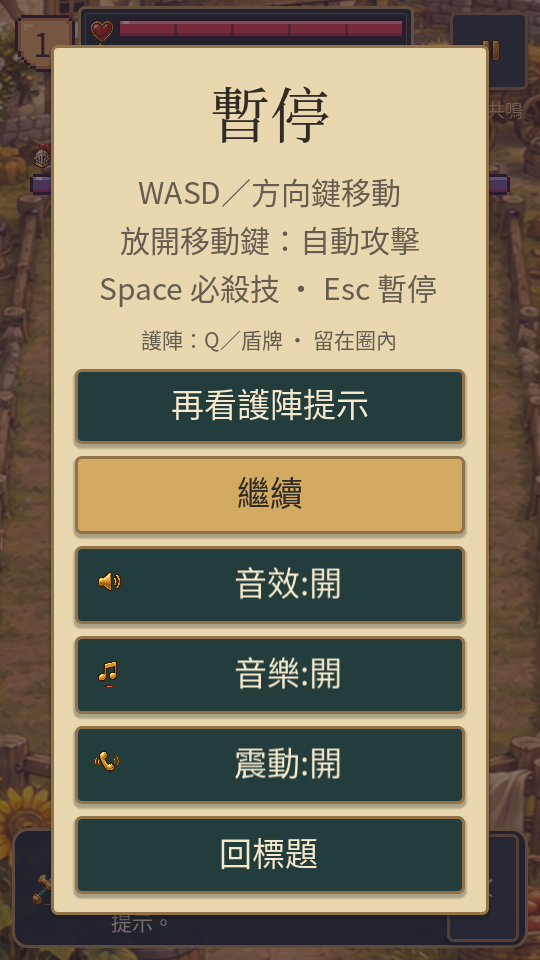 1
共鳴
暫停
WASD／方向鍵移動
放開移動鍵：自動攻擊
Space 必殺技 · Esc 暫停
護陣：Q／盾牌 · 留在圈內
再看護陣提示
繼續
音效:開
音樂:開
震動:開
回標題
提示。